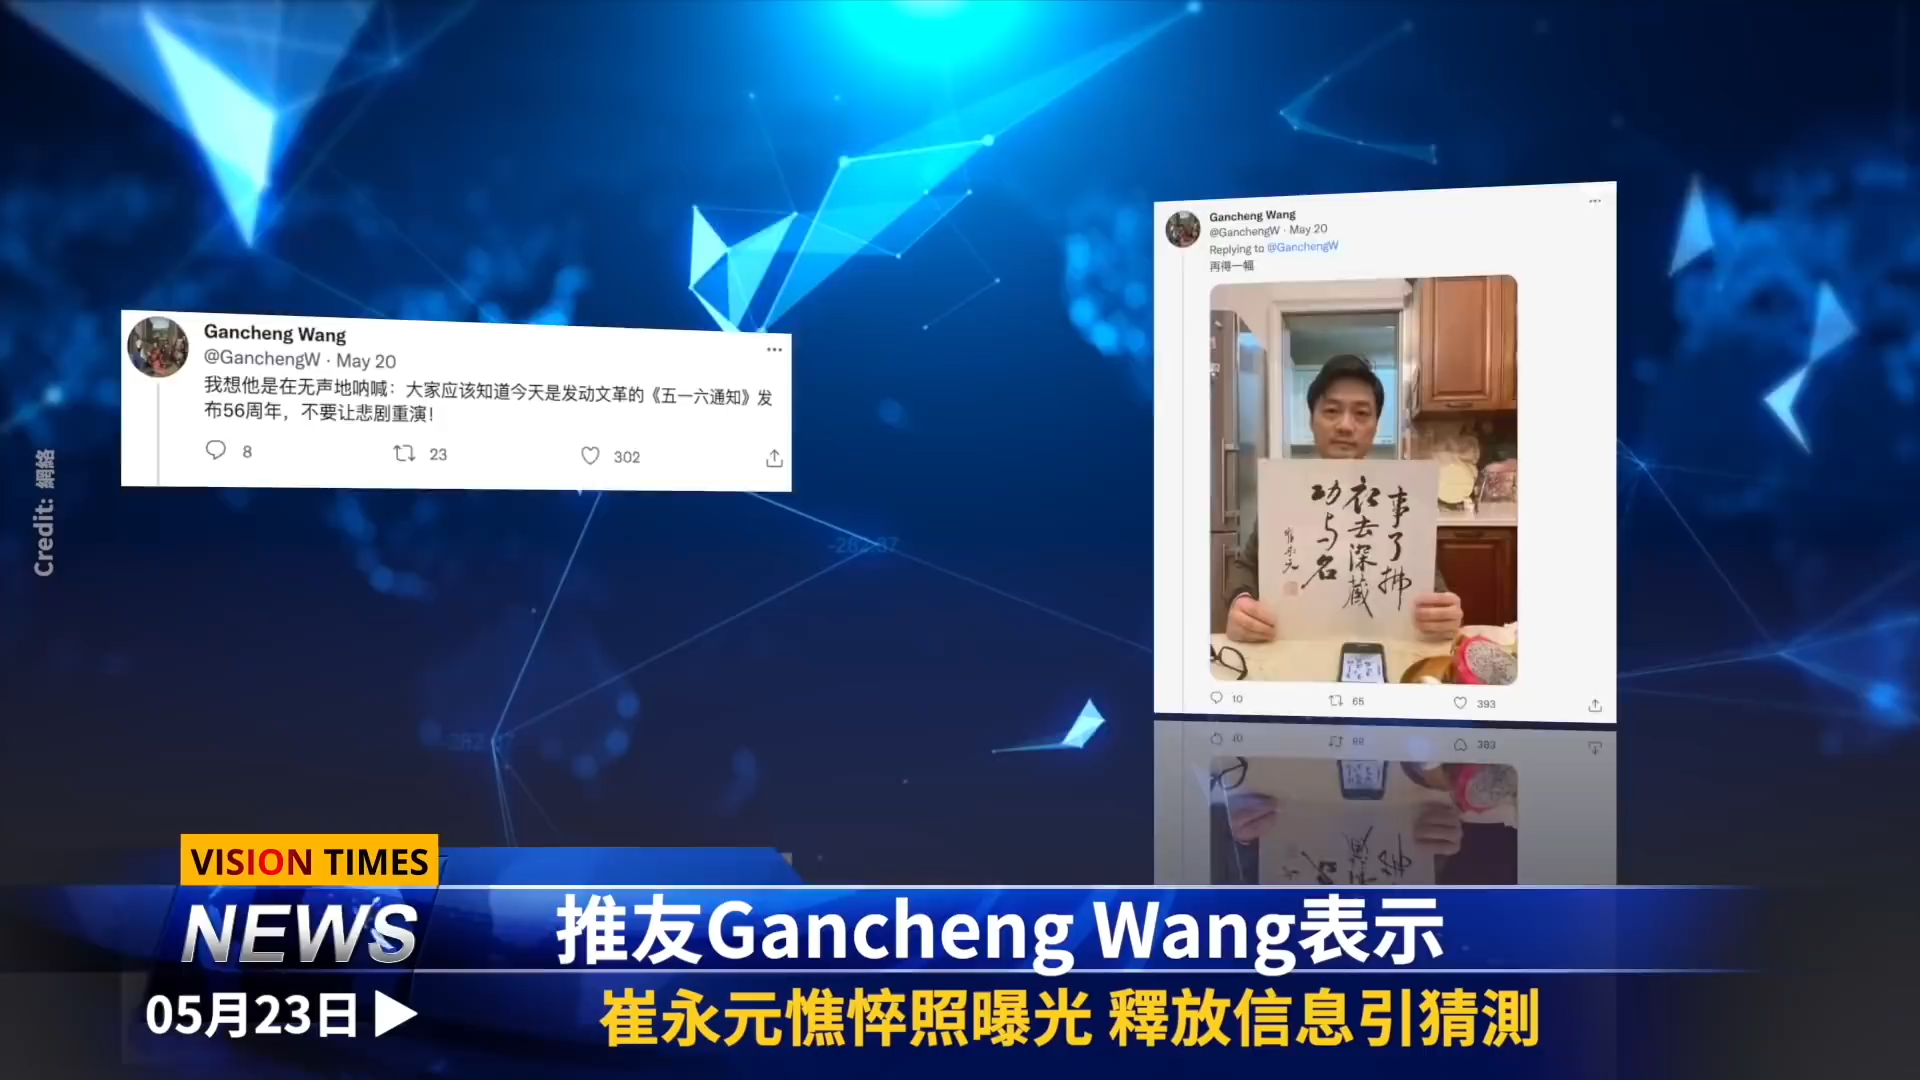 Gancheng Wang
@GanchengW · May 20
我想他是在无声地呐喊：大家应该知道今天是发动文革的《五一六通知》发
布56周年，不要让悲剧重演！
8 23 302
Gancheng Wang
@GanchengW · May 20
Replying to @GanchengW
再得一幅
事了拂
衣去深藏
功与名
崔永元
10 65 393
Credit: 網絡
VISION TIMES
NEWS
推友Gancheng Wang表示
05月23日
崔永元憔悴照曝光 釋放信息引猜測